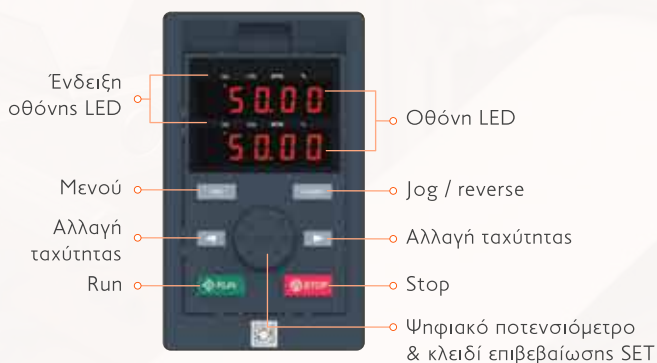 Ένδειξη
οθόνης LED
50.00
50.00
Οθόνη LED
Μενού
Jog / reverse
Αλλαγή
ταχύτητας
Αλλαγή ταχύτητας
Run
RUN
STOP
Stop
Ψηφιακό ποτενσιόμετρο
& κλειδί επιβεβαίωσης SET